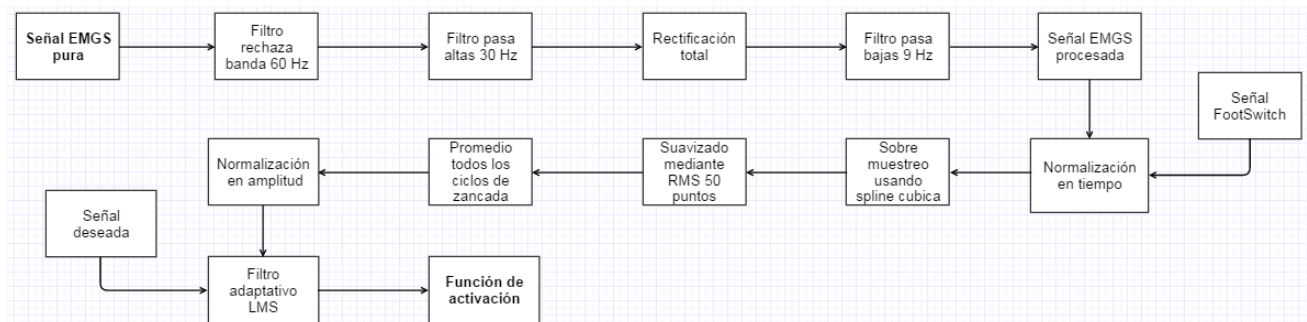 Señal EMGS
pura
Filtro
rechaza
banda 60 Hz
Filtro pasa
altas 30 Hz
Rectificación
total
Filtro pasa
bajas 9 Hz
Señal EMGS
procesada
Señal
FootSwitch
Normalización
en tiempo
Sobre
muestreo
usando
spline cubica
Suavizado
mediante
RMS 50
puntos
Promedio
todos los
ciclos de
zancada
Normalización
en amplitud
Señal
deseada
Filtro
adaptativo
LMS
Función de
activación